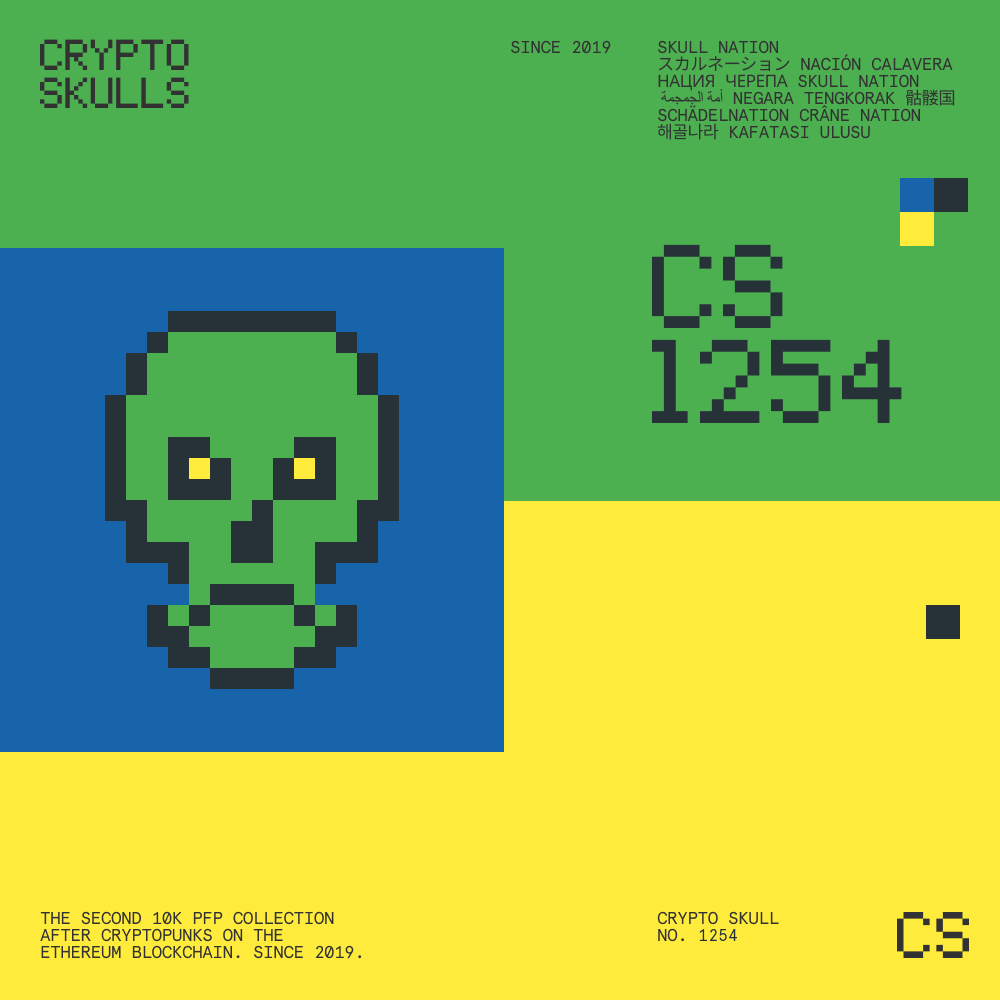 CRYPTO
SKULLS
SINCE 2019
SKULL NATION
スカルネーション NACIÓN CALAVERA
НАЦИЯ ЧЕРЕПА SKULL NATION
أمة الجمجمة NEGARA TENGKORAK 骷髅国
SCHÄDELNATION CRÂNE NATION
해골나라 KAFATASI ULUSU
CS
1254
THE SECOND 10K PFP COLLECTION
AFTER CRYPTOPUNKS ON THE
ETHEREUM BLOCKCHAIN. SINCE 2019.
CRYPTO SKULL
NO. 1254
CS